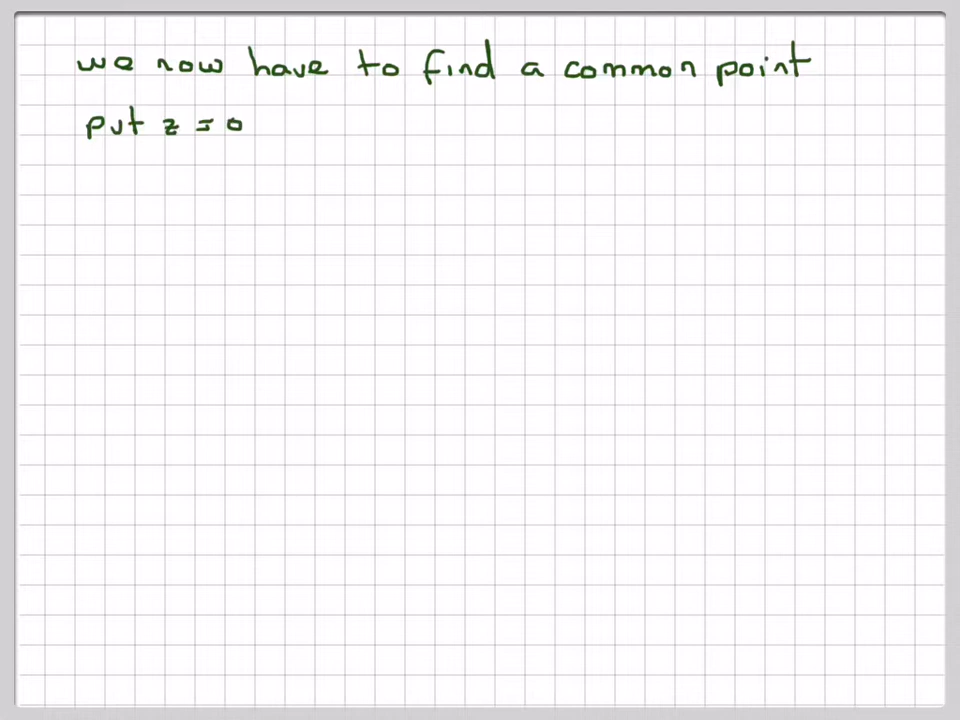 we now have to find a common point
put z = 0